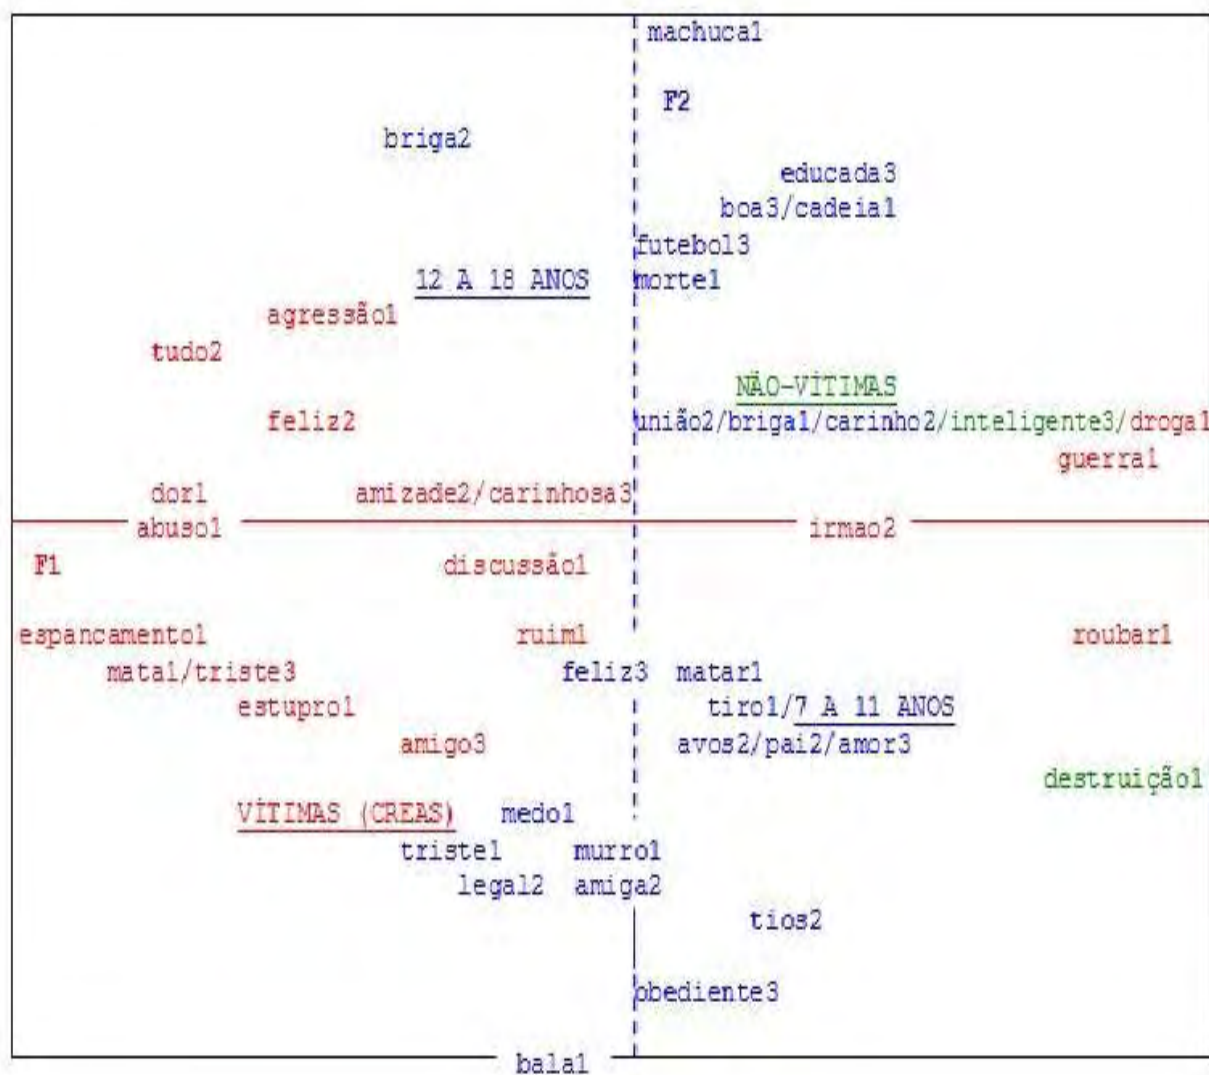 machuca1
F2
briga2
educada3
boa3/cadeia1
futebol3
12 A 18 ANOS morte1
agressão1
tudo2
NÃO-VÍTIMAS
feliz2 união2/briga1/carinho2/inteligente3/droga1
guerra1
dor1 amizade2/carinhosa3
abuso1 irmao2
F1 discussão1
espancamento1 ruim1 roubar1
mata1/triste3 feliz3 matar1
estupro1 tiro1/7 A 11 ANOS
amigo3 avos2/pai2/amor3
destruição1
VÍTIMAS (CREAS) medo1
triste1 murro1
legal2 amiga2
tios2
obediente3
bala1